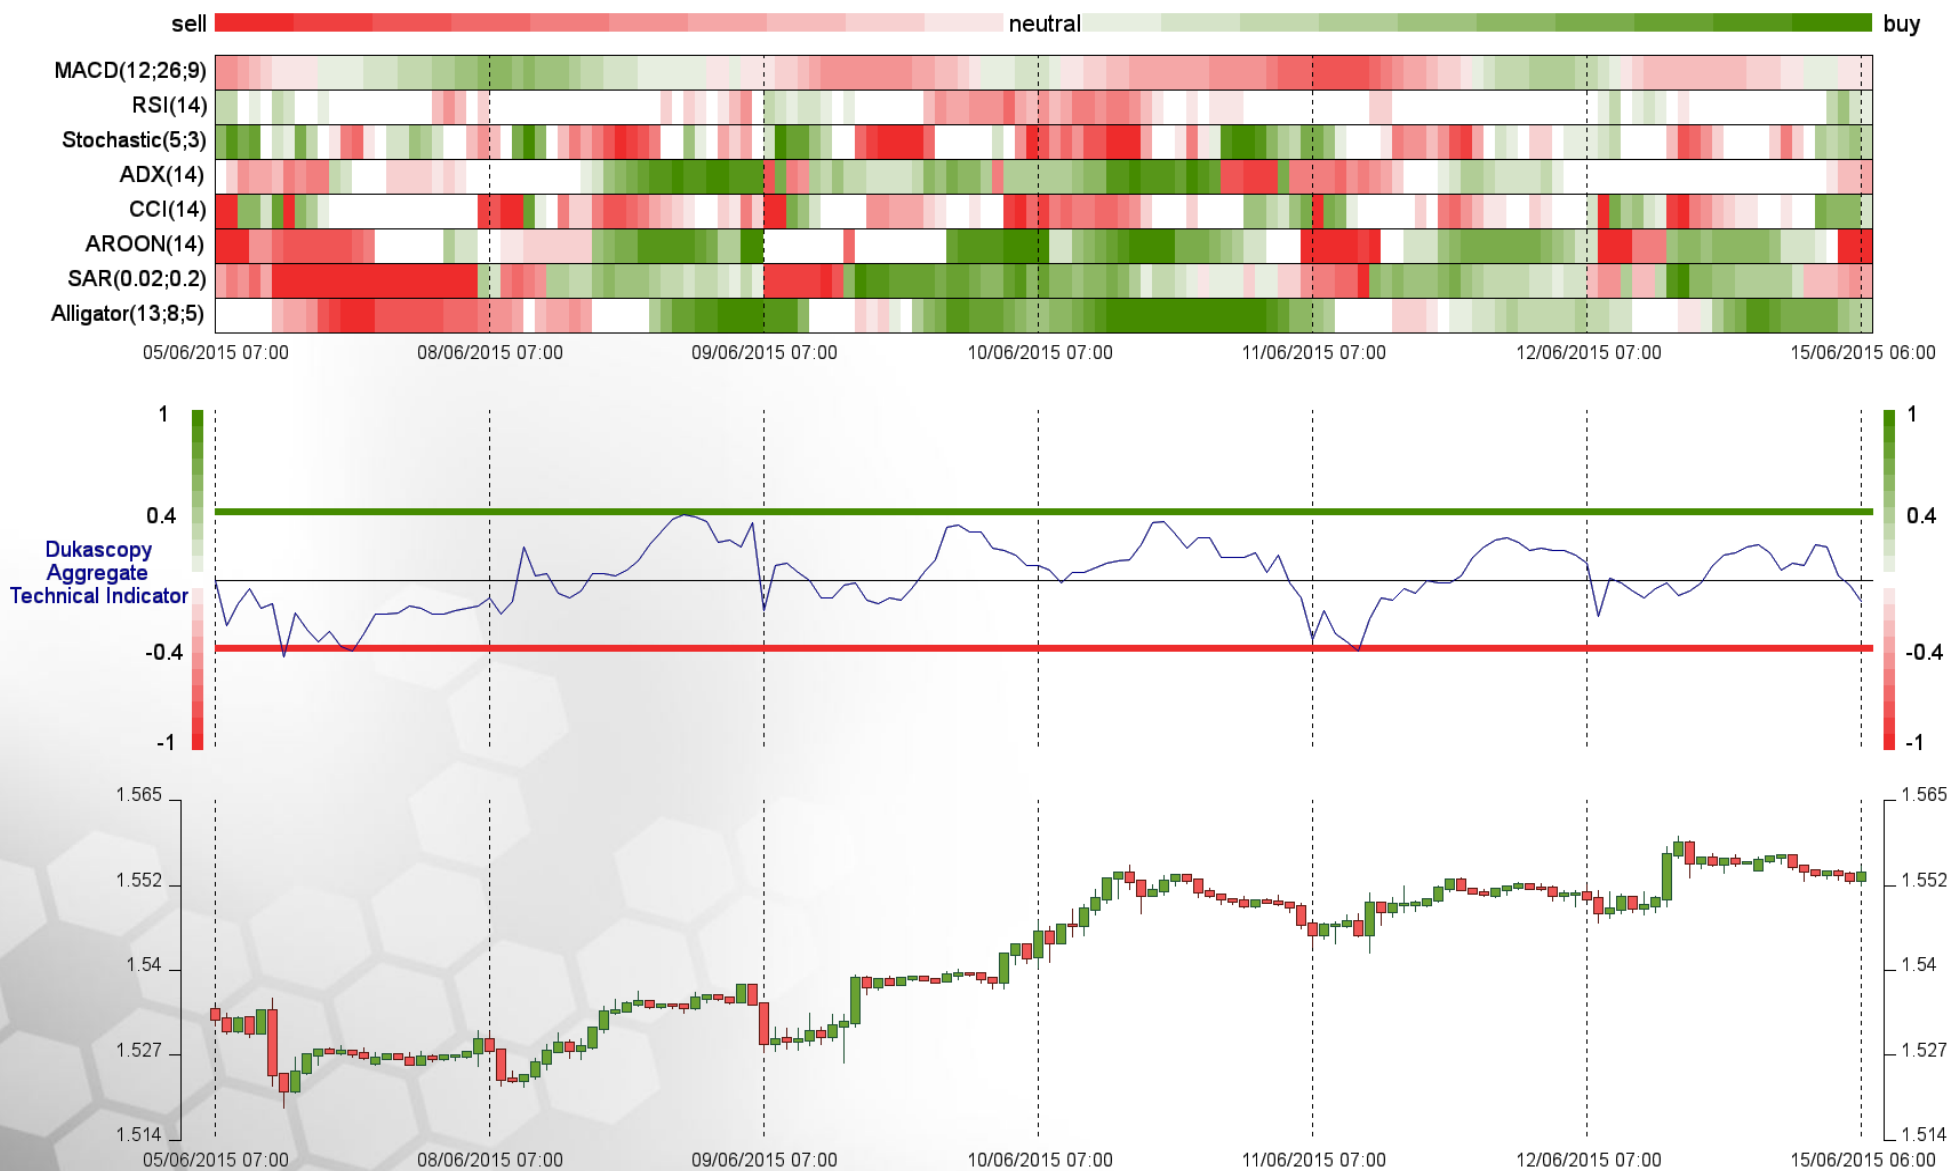 sell neutral buy
MACD(12;26;9)
RSI(14)
Stochastic(5;3)
ADX(14)
CCI(14)
AROON(14)
SAR(0.02;0.2)
Alligator(13;8;5)
05/06/2015 07:00 08/06/2015 07:00 09/06/2015 07:00 10/06/2015 07:00 11/06/2015 07:00 12/06/2015 07:00 15/06/2015 06:00
1 1
0.4 0.4
Dukascopy
Aggregate
Technical Indicator
-0.4 -0.4
-1 -1
1.565 1.565
1.552 1.552
1.54 1.54
1.527 1.527
1.514 1.514
05/06/2015 07:00 08/06/2015 07:00 09/06/2015 07:00 10/06/2015 07:00 11/06/2015 07:00 12/06/2015 07:00 15/06/2015 06:00